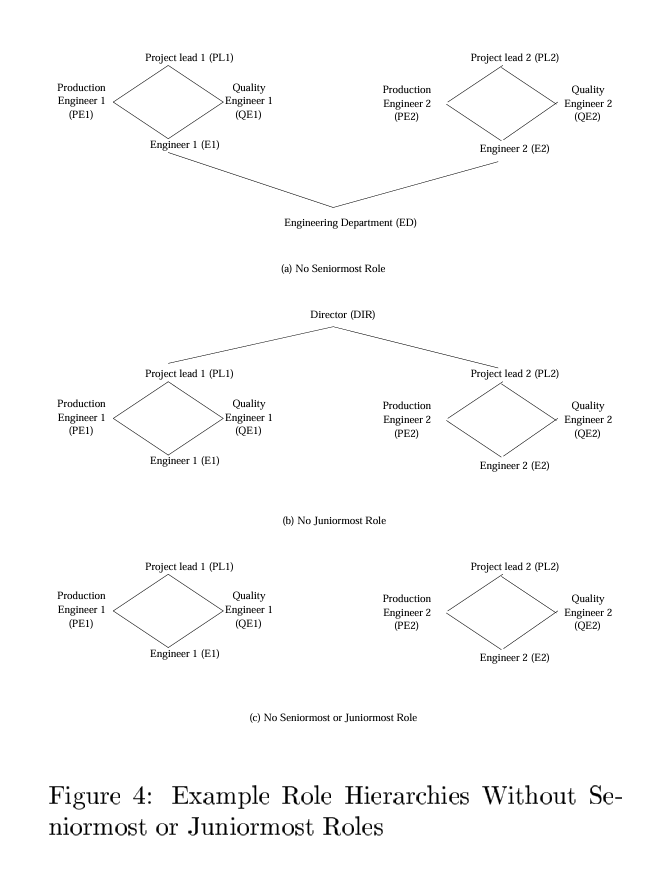 Project lead 1 (PL1)
Project lead 2 (PL2)
Production
Engineer 1
(PE1)
Quality
Engineer 1
(QE1)
Production
Engineer 2
(PE2)
Quality
Engineer 2
(QE2)
Engineer 1 (E1)
Engineer 2 (E2)
Engineering Department (ED)
(a) No Seniormost Role
Director (DIR)
Project lead 1 (PL1)
Project lead 2 (PL2)
Production
Engineer 1
(PE1)
Quality
Engineer 1
(QE1)
Production
Engineer 2
(PE2)
Quality
Engineer 2
(QE2)
Engineer 1 (E1)
Engineer 2 (E2)
(b) No Juniormost Role
Project lead 1 (PL1)
Project lead 2 (PL2)
Production
Engineer 1
(PE1)
Quality
Engineer 1
(QE1)
Production
Engineer 2
(PE2)
Quality
Engineer 2
(QE2)
Engineer 1 (E1)
Engineer 2 (E2)
(c) No Seniormost or Juniormost Role
Figure 4: Example Role Hierarchies Without Se-
niormost or Juniormost Roles